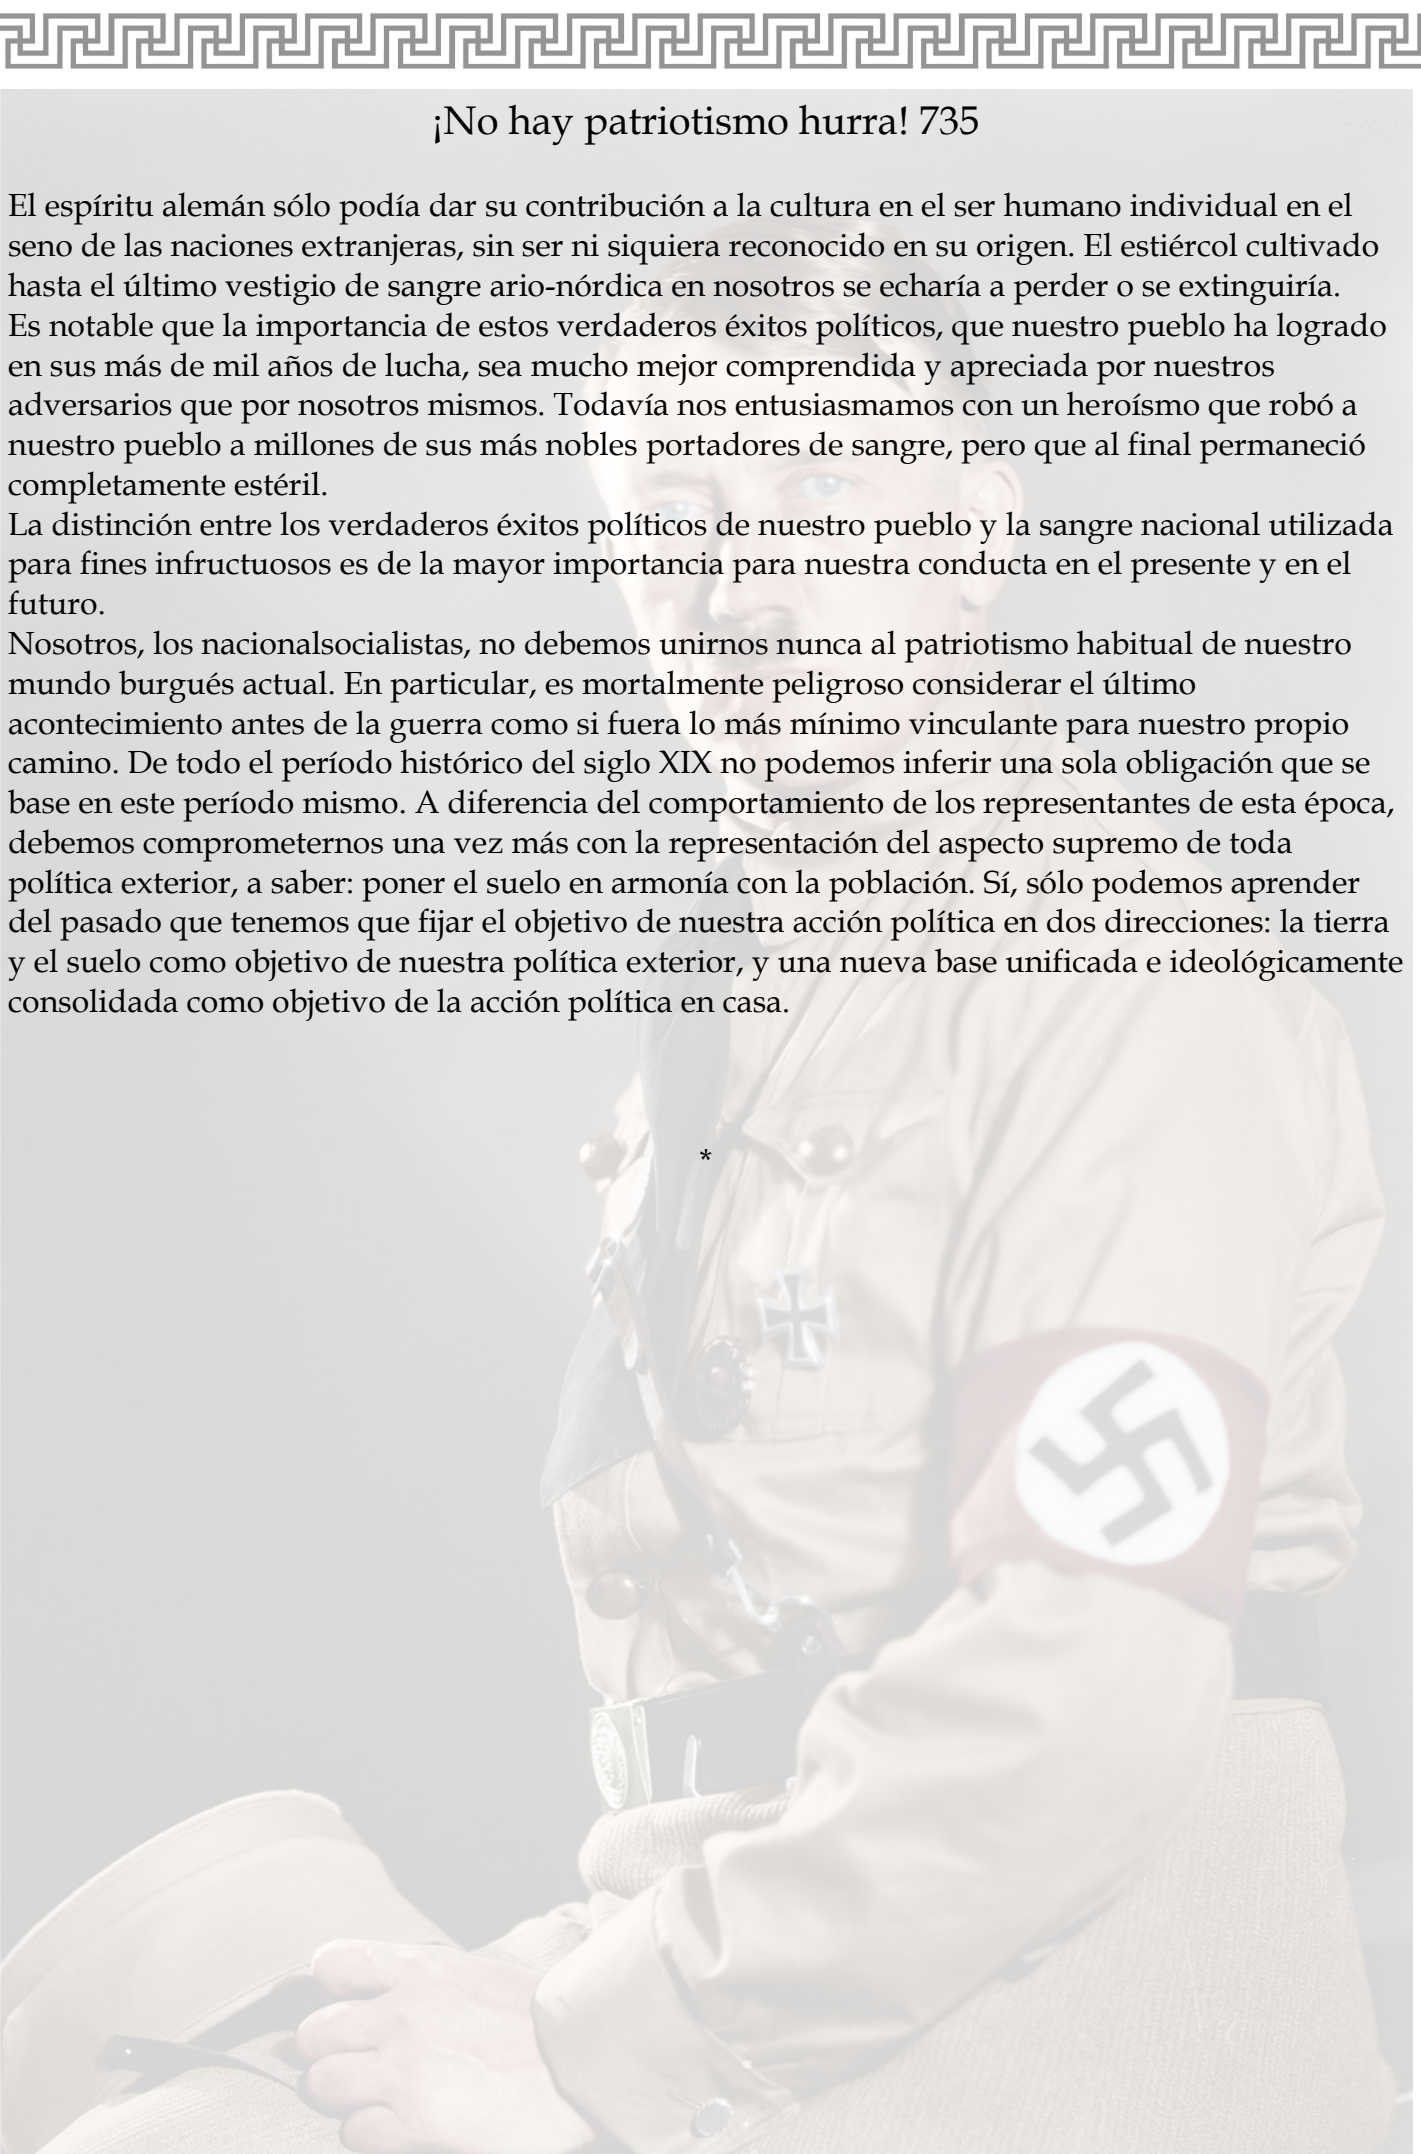 ¡No hay patriotismo hurra! 735
El espíritu alemán sólo podía dar su contribución a la cultura en el ser humano individual en el
seno de las naciones extranjeras, sin ser ni siquiera reconocido en su origen. El estiércol cultivado
hasta el último vestigio de sangre ario-nórdica en nosotros se echaría a perder o se extinguiría.
Es notable que la importancia de estos verdaderos éxitos políticos, que nuestro pueblo ha logrado
en sus más de mil años de lucha, sea mucho mejor comprendida y apreciada por nuestros
adversarios que por nosotros mismos. Todavía nos entusiasmamos con un heroísmo que robó a
nuestro pueblo a millones de sus más nobles portadores de sangre, pero que al final permaneció
completamente estéril.
La distinción entre los verdaderos éxitos políticos de nuestro pueblo y la sangre nacional utilizada
para fines infructuosos es de la mayor importancia para nuestra conducta en el presente y en el
futuro.
Nosotros, los nacionalsocialistas, no debemos unirnos nunca al patriotismo habitual de nuestro
mundo burgués actual. En particular, es mortalmente peligroso considerar el último
acontecimiento antes de la guerra como si fuera lo más mínimo vinculante para nuestro propio
camino. De todo el período histórico del siglo XIX no podemos inferir una sola obligación que se
base en este período mismo. A diferencia del comportamiento de los representantes de esta época,
debemos comprometernos una vez más con la representación del aspecto supremo de toda
política exterior, a saber: poner el suelo en armonía con la población. Sí, sólo podemos aprender
del pasado que tenemos que fijar el objetivo de nuestra acción política en dos direcciones: la tierra
y el suelo como objetivo de nuestra política exterior, y una nueva base unificada e ideológicamente
consolidada como objetivo de la acción política en casa.
*